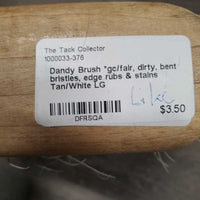 The Tack Collector
1000033-376
Dandy Brush *gc/fair, dirty, bent
bristles, edge rubs & stains
Tan/White LG
$3.50
DFRSQA